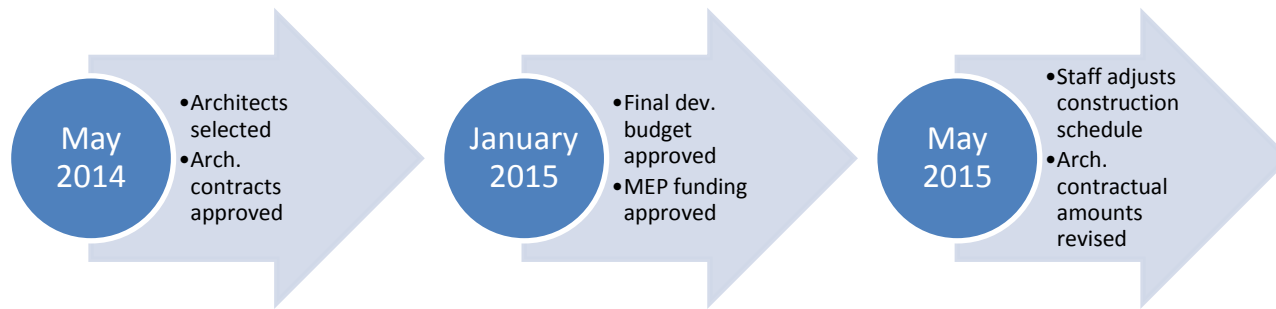 May
2014
•Architects
selected
•Arch.
contracts
approved
January
2015
•Final dev.
budget
approved
•MEP funding
approved
May
2015
•Staff adjusts
construction
schedule
•Arch.
contractual
amounts
revised